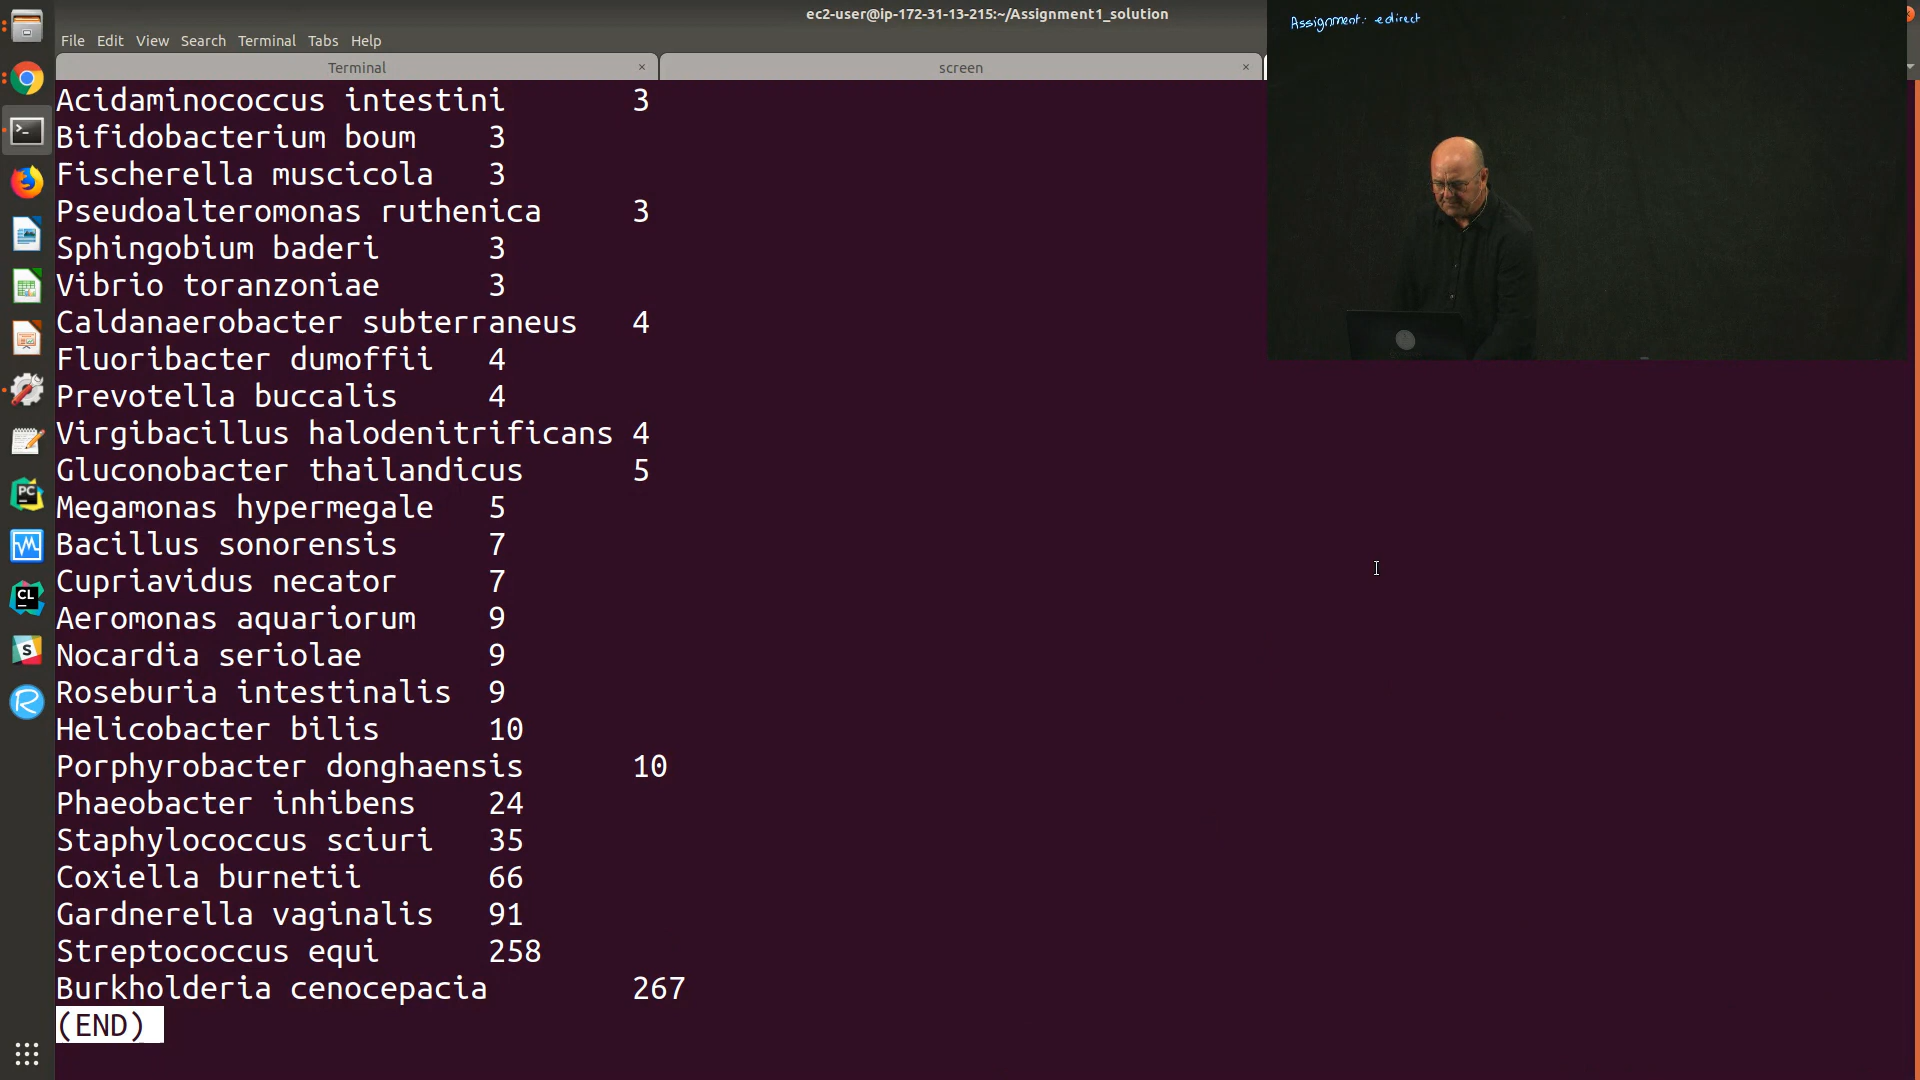 ec2-user@ip-172-31-13-215:~/Assignment1_solution
File Edit View Search Terminal Tabs Help
Terminal × screen ×
Assignment: edirect
Acidaminococcus intestini 3
Bifidobacterium boum 3
Fischerella muscicola 3
Pseudoalteromonas ruthenica 3
Sphingobium baderi 3
Vibrio toranzoniae 3
Caldanaerobacter subterraneus 4
Fluoribacter dumoffii 4
Prevotella buccalis 4
Virgibacillus halodenitrificans 4
Gluconobacter thailandicus 5
Megamonas hypermegale 5
Bacillus sonorensis 7
Cupriavidus necator 7
Aeromonas aquariorum 9
Nocardia seriolae 9
Roseburia intestinalis 9
Helicobacter bilis 10
Porphyrobacter donghaensis 10
Phaeobacter inhibens 24
Staphylococcus sciuri 35
Coxiella burnetii 66
Gardnerella vaginalis 91
Streptococcus equi 258
Burkholderia cenocepacia 267
(END)
>_
PC
CL
S
R